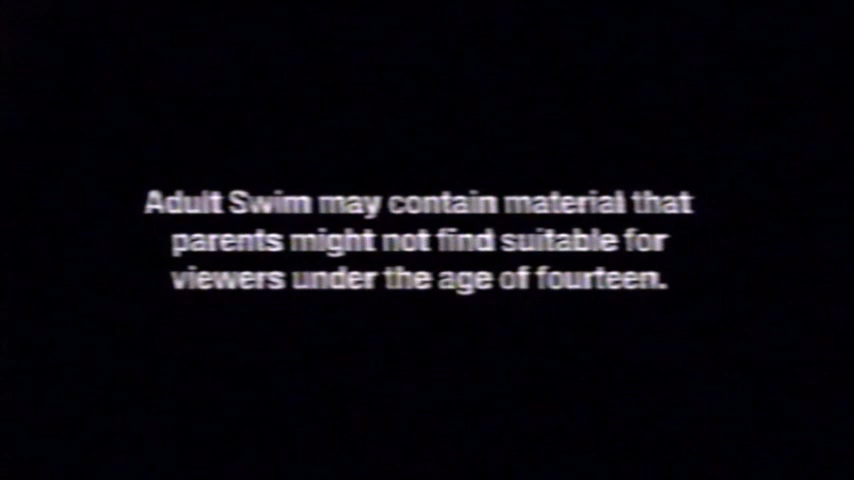 Adult Swim may contain material that
parents might not find suitable for
viewers under the age of fourteen.